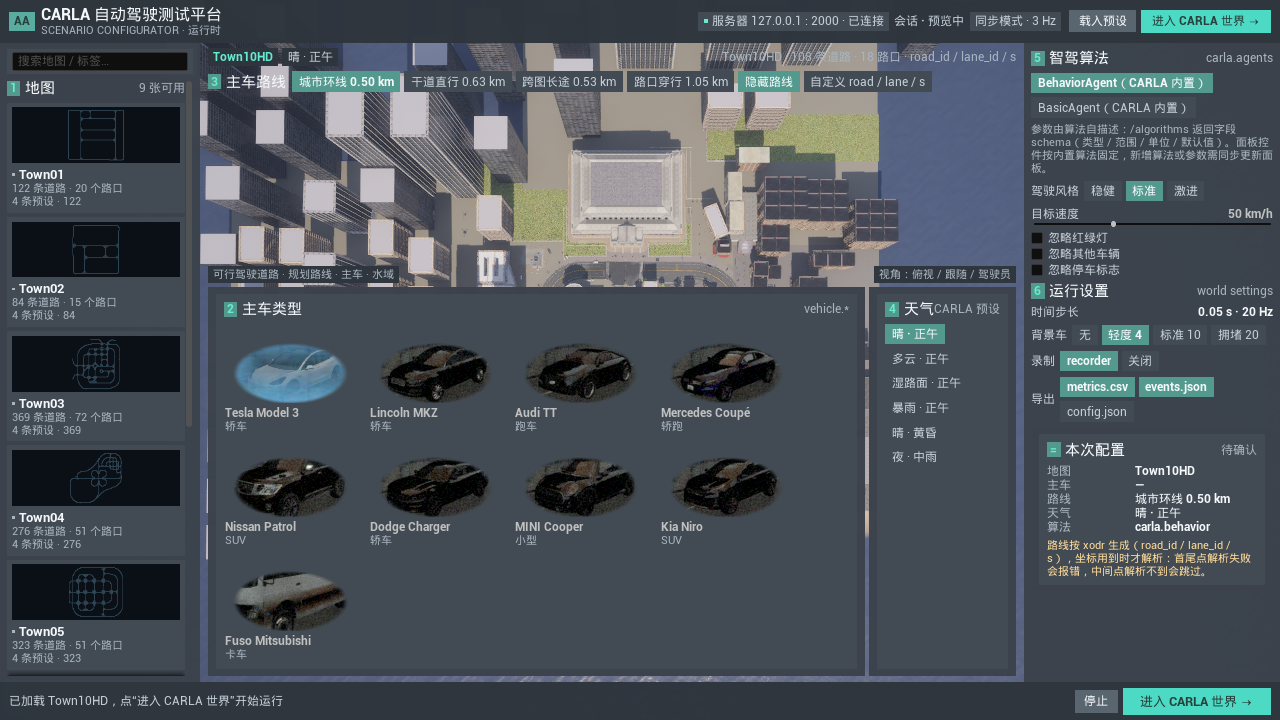 AA
CARLA 自动驾驶测试平台
SCENARIO CONFIGURATOR · 运行时
服务器 127.0.0.1 : 2000 · 已连接
会话 · 预览中
同步模式 · 3 Hz
载入预设
进入 CARLA 世界 →
搜索地图 / 标签...
1 地图
9 张可用
Town01
122 条道路 · 20 个路口
4 条预设 · 122
Town02
84 条道路 · 15 个路口
4 条预设 · 84
Town03
369 条道路 · 72 个路口
4 条预设 · 369
Town04
276 条道路 · 51 个路口
4 条预设 · 276
Town05
323 条道路 · 51 个路口
4 条预设 · 323
Town10HD
晴 · 正午
Town10HD · 108 条道路 · 18 路口 · road_id / lane_id / s
3 主车路线
城市环线 0.50 km
干道直行 0.63 km
跨图长途 0.53 km
路口穿行 1.05 km
隐藏路线
自定义 road / lane / s
可行驾驶道路 · 规划路线 · 主车 · 水域
视角 : 俯视 / 跟随 / 驾驶员
2 主车类型
vehicle.*
Tesla Model 3
轿车
Lincoln MKZ
轿车
Audi TT
跑车
Mercedes Coupé
轿跑
Nissan Patrol
SUV
Dodge Charger
轿车
MINI Cooper
小型
Kia Niro
SUV
Fuso Mitsubishi
卡车
4 天气
CARLA 预设
晴 · 正午
多云 · 正午
湿路面 · 正午
暴雨 · 正午
晴 · 黄昏
夜 · 中雨
5 智驾算法
carla.agents
BehaviorAgent（CARLA 内置）
BasicAgent（CARLA 内置）
参数由算法自描述 : /algorithms 返回字段
schema（类型 / 范围 / 单位 / 默认值）。面板控
件按内置算法固定，新增算法或参数需同步更新面
板。
驾驶风格
稳健
标准
激进
目标速度
50 km/h
忽略红绿灯
忽略其他车辆
忽略停车标志
6 运行设置
world settings
时间步长
0.05 s · 20 Hz
背景车
无
轻度 4
标准 10
拥堵 20
录制
recorder
关闭
导出
metrics.csv
events.json
config.json
= 本次配置
待确认
地图 Town10HD
主车 —
路线 城市环线 0.50 km
天气 晴 · 正午
算法 carla.behavior
路线按 xodr 生成（road_id / lane_id /
s），坐标用到时才解析 : 首尾点解析失败
会报错，中间点解析不到会跳过。
已加载 Town10HD，点“进入 CARLA 世界”开始运行
停止
进入 CARLA 世界 →